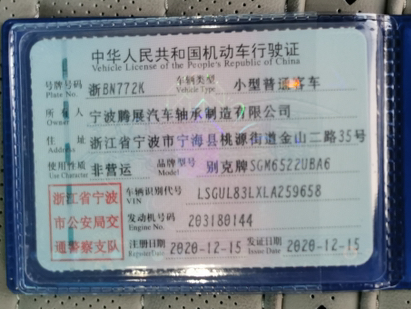 中华人民共和国机动车行驶证
Vehicle License of the People's Republic of China
号牌号码 浙BN772K 车辆类型 小型普通客车
Plate No. Vehicle Type
所有人 宁波腾展汽车轴承制造有限公司
Owner
住址 浙江省宁波市宁海县桃源街道金山二路35号
Address
使用性质 非营运 品牌型号 别克牌SGM6522UBA6
Use Character Model
浙江省宁波
市公安局交
通警察支队
车辆识别代号 LSGUL83LXLA259658
VIN
发动机号码 203180144
Engine No.
注册日期 2020-12-15 发证日期 2020-12-15
Register Date Issue Date